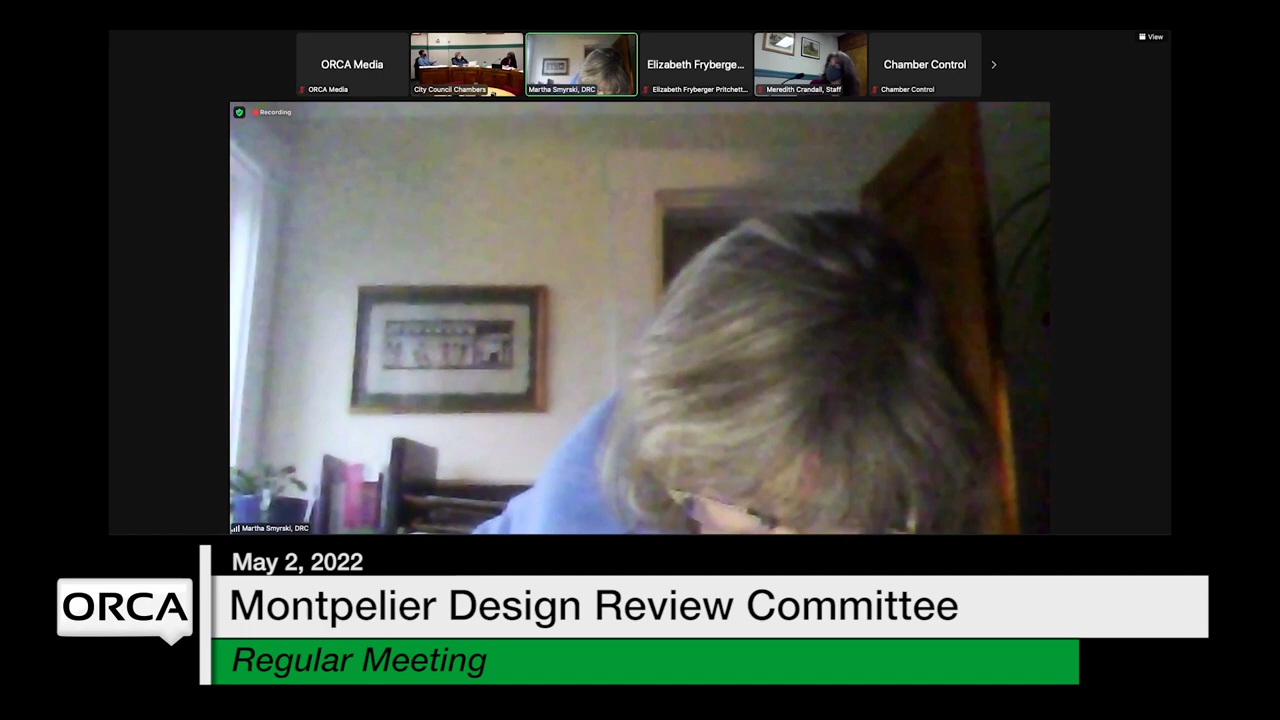 View
ORCA Media
Elizabeth Fryberge...
Chamber Control
ORCA Media
City Council Chambers
Martha Smyrski, DRC
Elizabeth Fryberger Pritchett...
Meredith Crandall, Staff
Chamber Control
Recording
Martha Smyrski, DRC
May 2, 2022
ORCA
Montpelier Design Review Committee
Regular Meeting